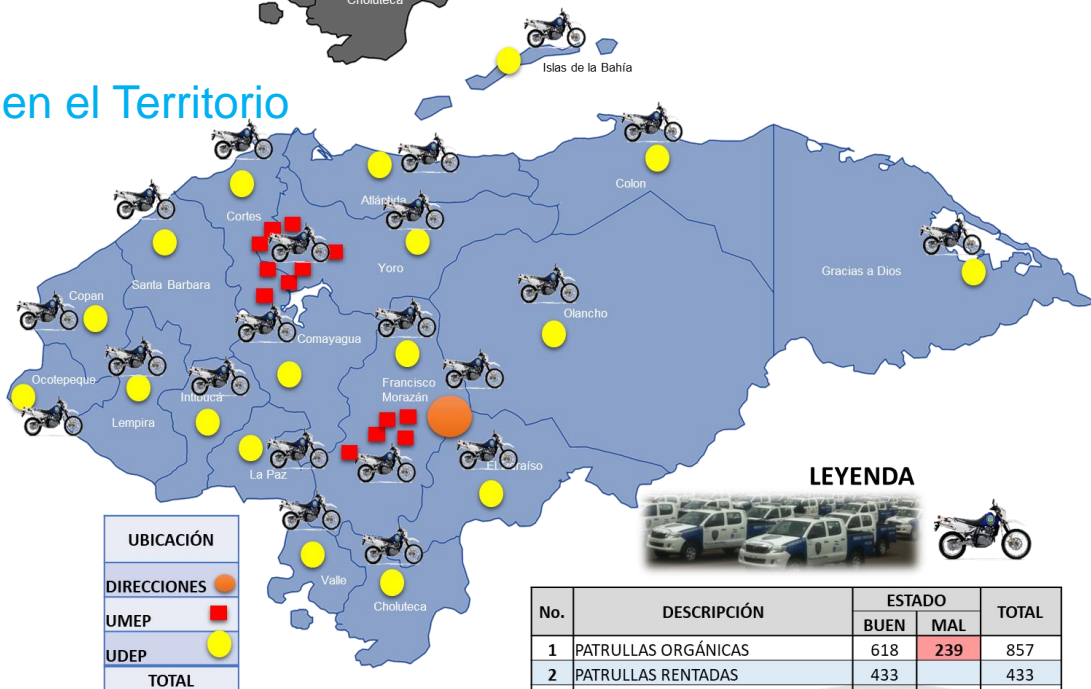 Choluteca
Islas de la Bahía
en el Territorio
Colon
Atlántida
Cortes
Yoro
Gracias a Dios
Santa Barbara
Copan
Olancho
Comayagua
Ocotepeque
Francisco
Morazán
Intibucá
Lempira
La Paz
LEYENDA
Valle
Choluteca
UBICACIÓN
DIRECCIONES
UMEP
UDEP
TOTAL
No. DESCRIPCIÓN ESTADO TOTAL
BUEN MAL
1 PATRULLAS ORGÁNICAS 618 239 857
2 PATRULLAS RENTADAS 433 433